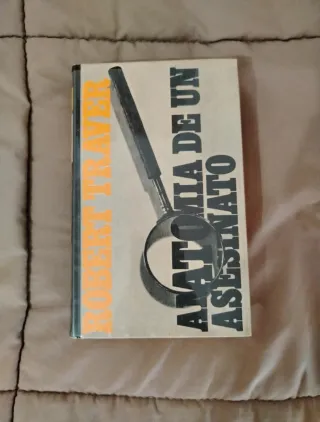 ROBERT TRAVER
ANATOMIA DE UN
ASESINATO